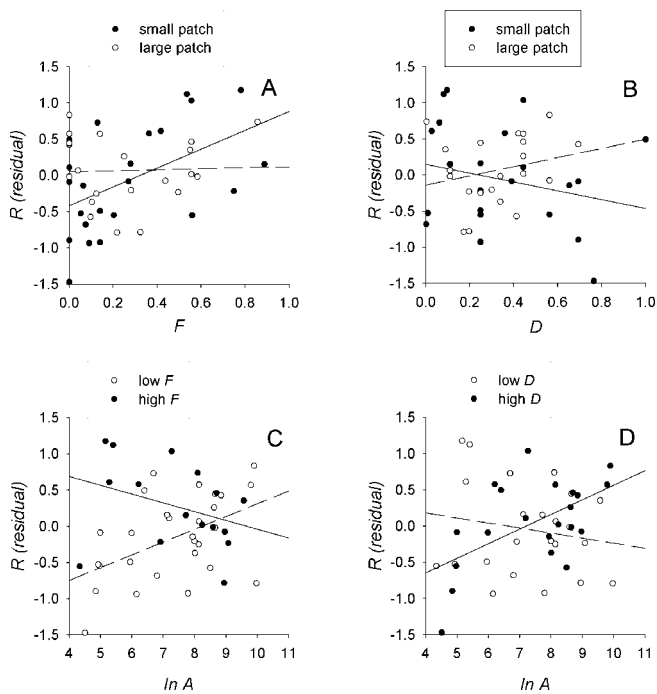 ● small patch
○ large patch
A
R (residual)
1.5
1.0
0.5
0.0
-0.5
-1.0
-1.5
0.0 0.2 0.4 0.6 0.8 1.0
F
● small patch
○ large patch
B
R (residual)
1.5
1.0
0.5
0.0
-0.5
-1.0
-1.5
0.0 0.2 0.4 0.6 0.8 1.0
D
○ low F
● high F
C
R (residual)
1.5
1.0
0.5
0.0
-0.5
-1.0
-1.5
4 5 6 7 8 9 10 11
ln A
○ low D
● high D
D
R (residual)
1.5
1.0
0.5
0.0
-0.5
-1.0
-1.5
4 5 6 7 8 9 10 11
ln A